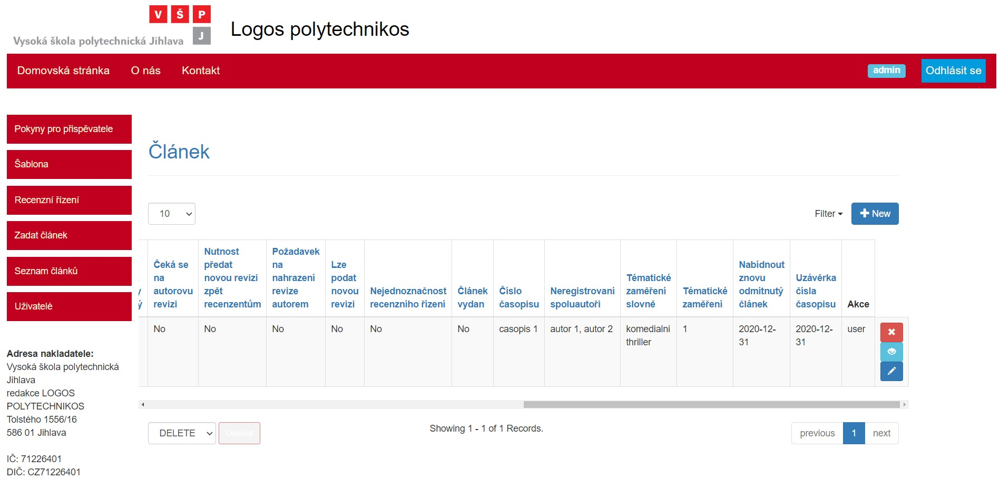 V Š P
J
Vysoká škola polytechnická Jihlava
Logos polytechnikos
Domovská stránka O nás Kontakt admin Odhlásit se
Pokyny pro přispěvatele
Šablona
Recenzní řízení
Zadat článek
Seznam článků
Uživatelé
Adresa nakladatele:
Vysoká škola polytechnická
Jihlava
redakce LOGOS
POLYTECHNIKOS
Tolstého 1556/16
586 01 Jihlava
IČ: 71226401
DIČ: CZ71226401
Článek
10 Filter New
Čeká se
na
autorovu
revizi
Nutnost
předat
novou revizi
zpět
recenzentům
Požadavek
na
nahrazení
revize
autorem
Lze
podat
novou
revizi
Nejednoznačnost
recenzního řízení
Článek
vydan
Číslo
časopisu
Neregistrovaní
spoluautoři
Tématické
zaměření
slovně
Tématické
zaměření
Nabídnout
znovu
odmítnutý
článek
Uzávěrka
čísla
časopisu
Akce
No
No
No
No
No
No
casopis 1
autor 1, autor 2
komedialni
thriller
1
2020-12-
31
2020-12-
31
user
DELETE Odeslat
Showing 1 - 1 of 1 Records.
previous 1 next